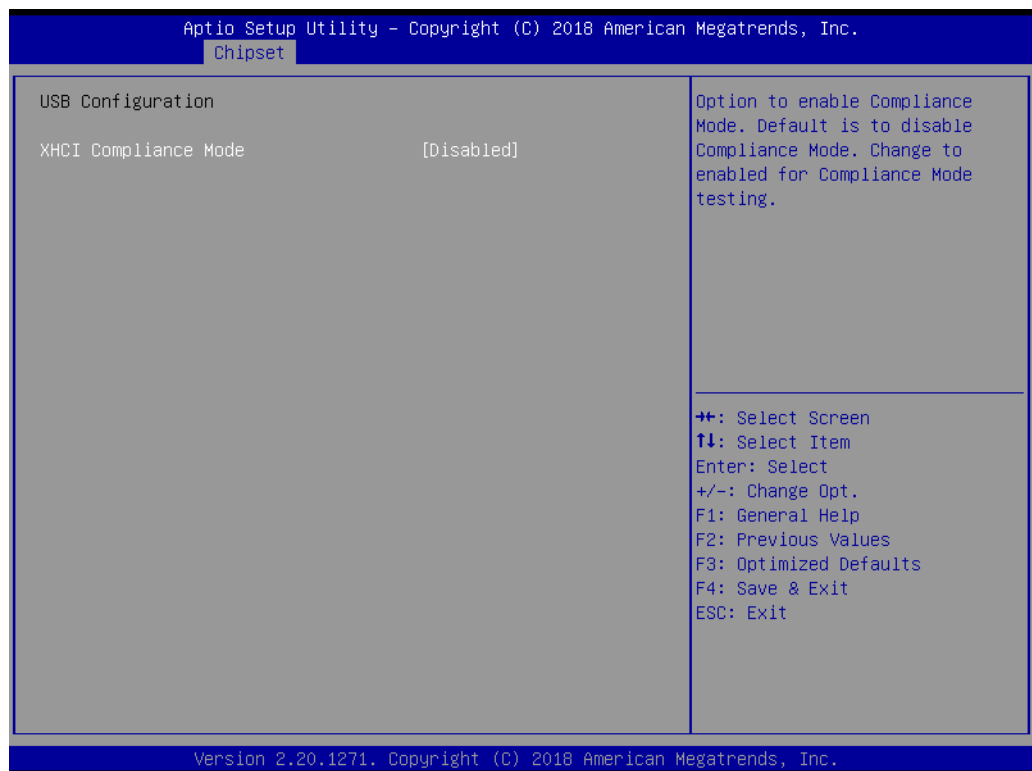 Aptio Setup Utility – Copyright (C) 2018 American Megatrends, Inc.
Chipset
USB Configuration
XHCI Compliance Mode [Disabled]
Option to enable Compliance
Mode. Default is to disable
Compliance Mode. Change to
enabled for Compliance Mode
testing.
→←: Select Screen
↑↓: Select Item
Enter: Select
+/-: Change Opt.
F1: General Help
F2: Previous Values
F3: Optimized Defaults
F4: Save & Exit
ESC: Exit
Version 2.20.1271. Copyright (C) 2018 American Megatrends, Inc.